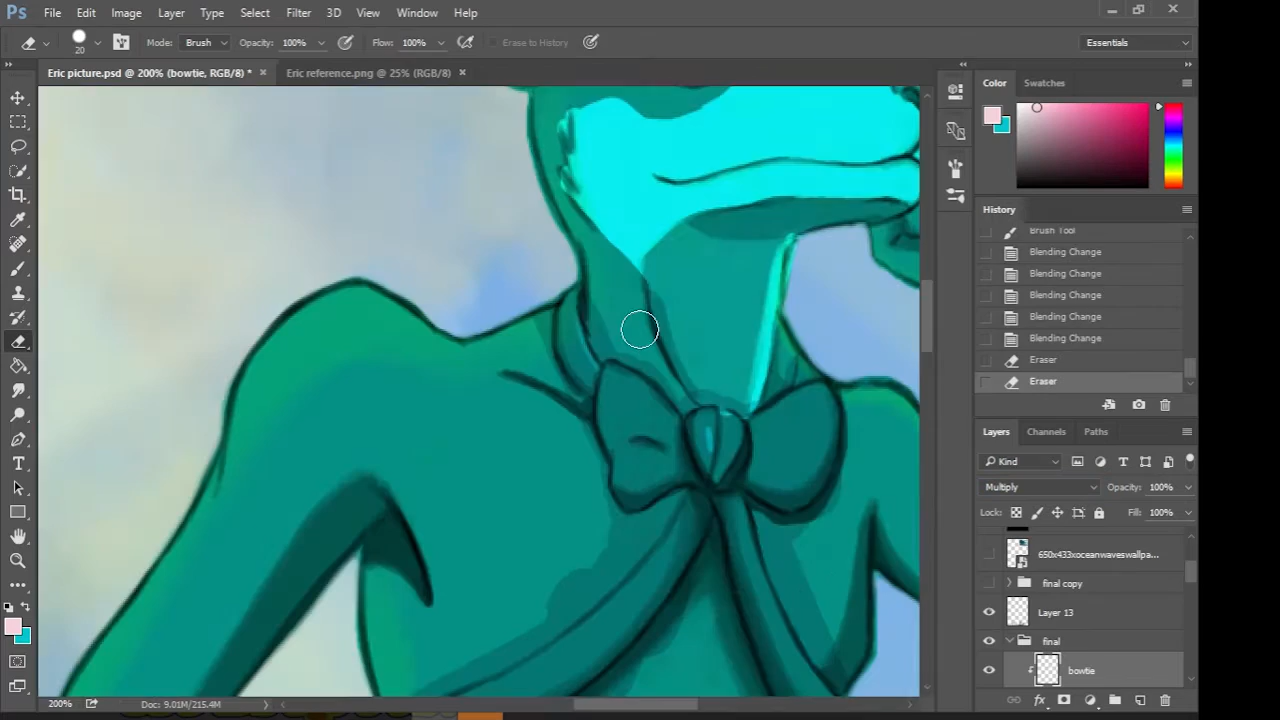 Ps File Edit Image Layer Type Select Filter 3D View Window Help
20 Mode: Brush Opacity: 100% Flow: 100% Erase to History Essentials
Eric picture.psd @ 200% (bowtie, RGB/8) * × Eric reference.png @ 25% (RGB/8) ×
Color Swatches
History
Brush Tool
Blending Change
Blending Change
Blending Change
Blending Change
Blending Change
Eraser
Eraser
Layers Channels Paths
Kind
Multiply Opacity: 100%
Lock: Fill: 100%
650x433xoceanwaveswallpa...
final copy
Layer 13
final
bowtie
200% Doc: 9.01M/215.4M